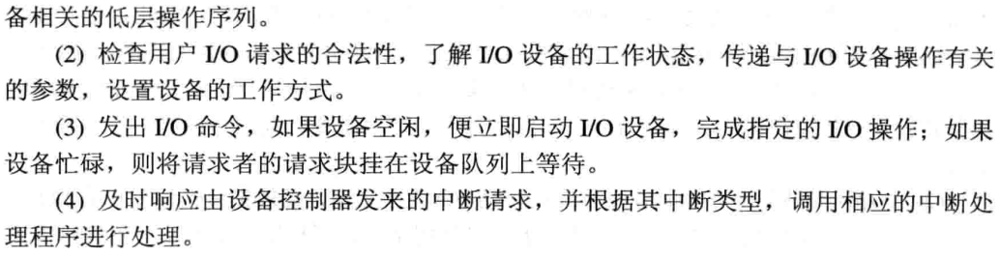 备相关的低层操作序列。
(2) 检查用户 I/O 请求的合法性，了解 I/O 设备的工作状态，传递与 I/O 设备操作有关
的参数，设置设备的工作方式。
(3) 发出 I/O 命令，如果设备空闲，便立即启动 I/O 设备，完成指定的 I/O 操作；如果
设备忙碌，则将请求者的请求块挂在设备队列上等待。
(4) 及时响应由设备控制器发来的中断请求，并根据其中断类型，调用相应的中断处
理程序进行处理。